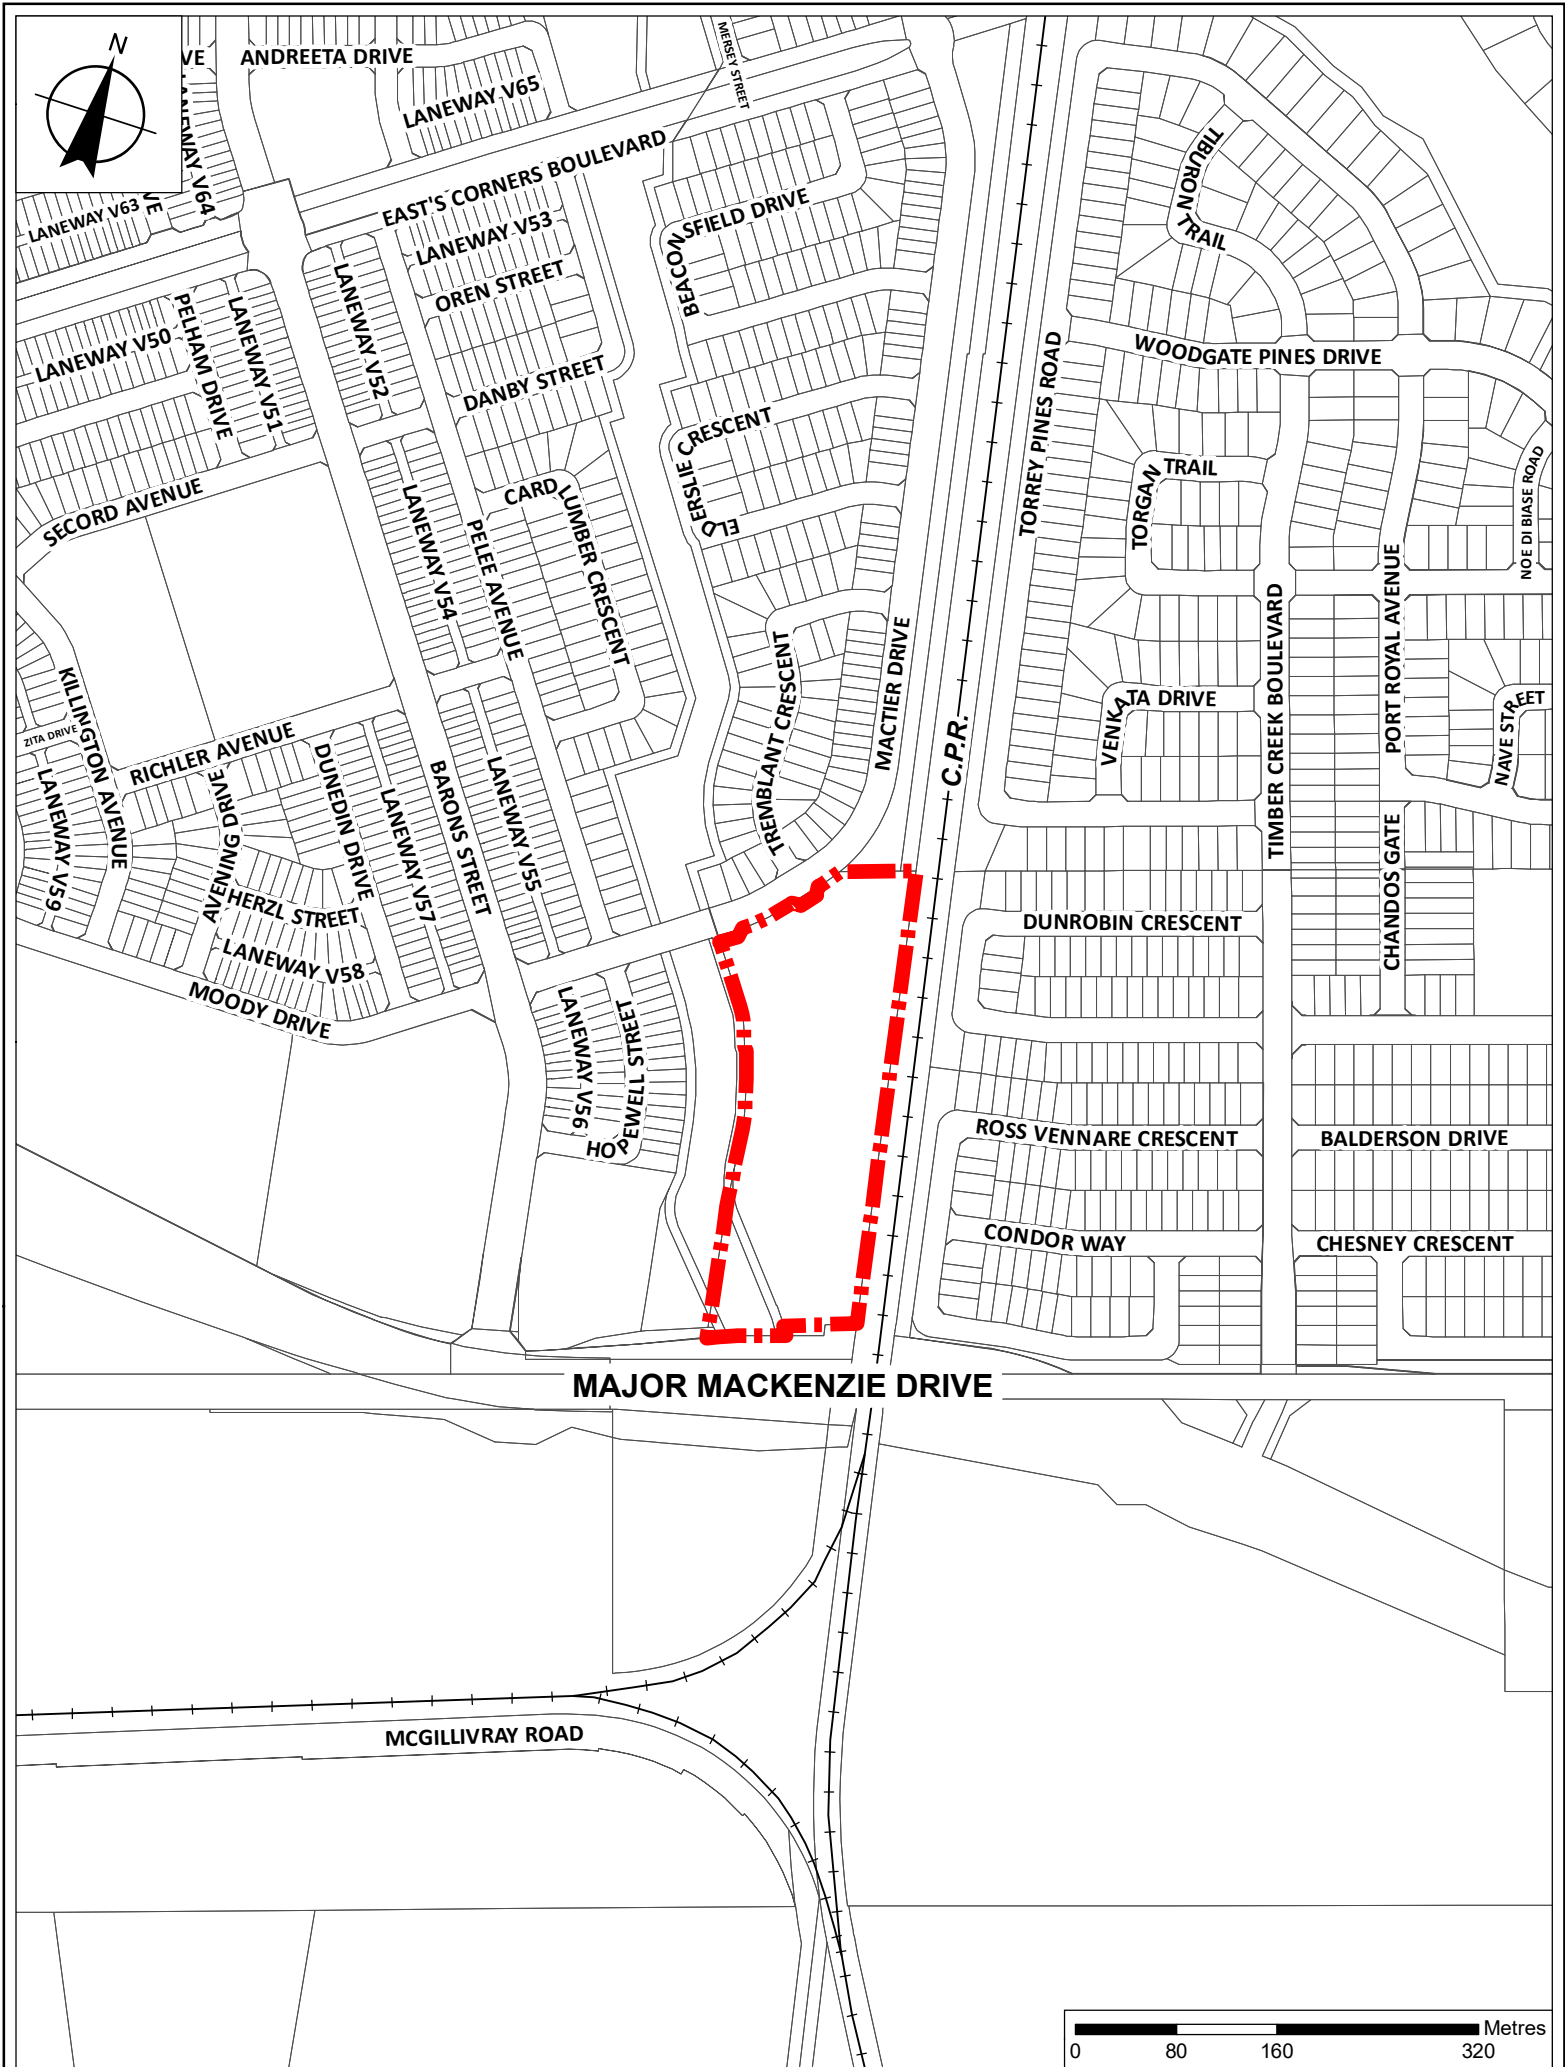 N
VE
ANDREETA DRIVE
MERSEY STREET
LANEWAY V65
LANEWAY V64
EAST'S CORNERS BOULEVARD
TIBURON TRAIL
LANEWAY V63
VE
LANEWAY V53
BEACONSFIELD DRIVE
OREN STREET
LANEWAY V52
LANEWAY V50
PELHAM DRIVE
LANEWAY V51
DANBY STREET
WOODGATE PINES DRIVE
TORREY PINES ROAD
ELDERSLIE CRESCENT
TORGAN TRAIL
NOE DI BIASE ROAD
SECORD AVENUE
CARD LUMBER CRESCENT
LANEWAY V54
PELEE AVENUE
PORT ROYAL AVENUE
TIMBER CREEK BOULEVARD
MACTIER DRIVE
TREMBLANT CRESCENT
KILLINGTON AVENUE
VENKATA DRIVE
NAVE STREET
ZITA DRIVE
RICHLER AVENUE
C.P.R.
LANEWAY V59
AVENING DRIVE
DUNEDIN DRIVE
LANEWAY V57
BARONS STREET
LANEWAY V55
CHANDOS GATE
HERZL STREET
DUNROBIN CRESCENT
LANEWAY V58
MOODY DRIVE
LANEWAY V56
HOPEWELL STREET
ROSS VENNARE CRESCENT
BALDERSON DRIVE
CONDOR WAY
CHESNEY CRESCENT
MAJOR MACKENZIE DRIVE
MCGILLIVRAY ROAD
Metres
0 80 160 320